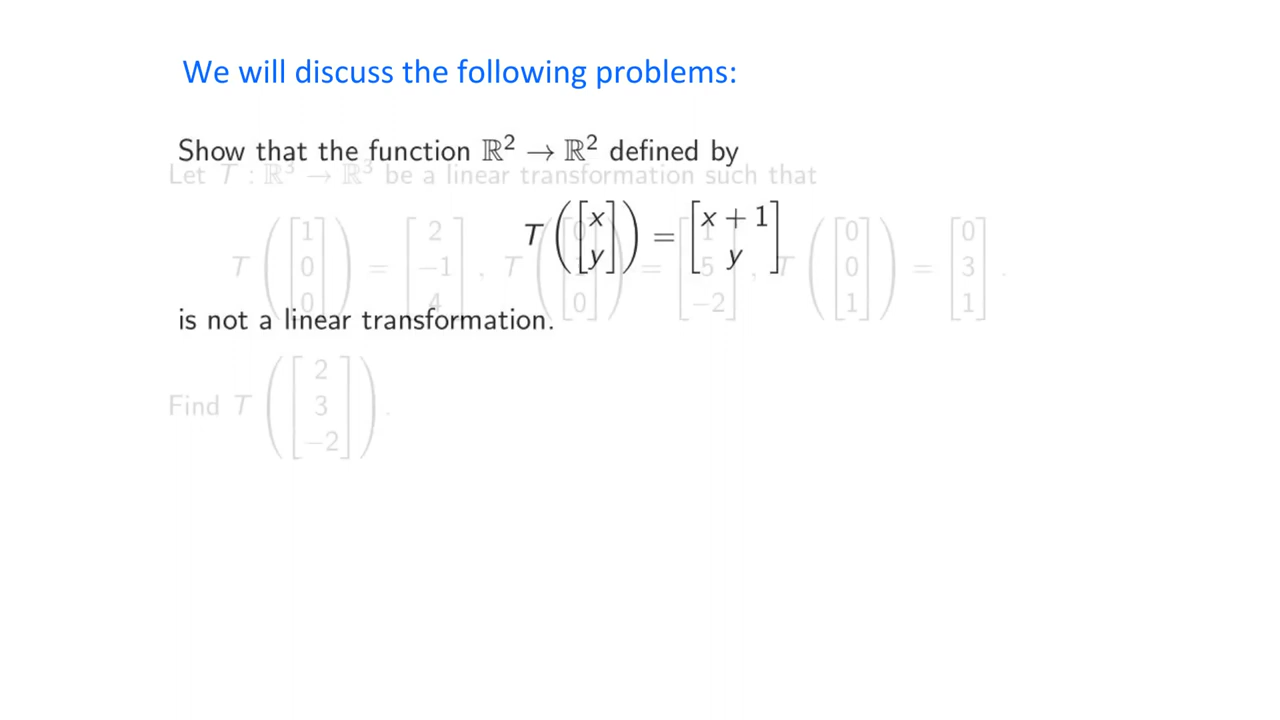 We will discuss the following problems:
Show that the function ℝ² → ℝ² defined by
Let T : ℝ³ → ℝ³ be a linear transformation such that
T([x y]) = [x + 1 y]
T([1 0 0]) = [2 −1 4], T([0 1 0]) = [1 5 −2], T([0 0 1]) = [0 3 1].
is not a linear transformation.
Find T([2 3 −2]).